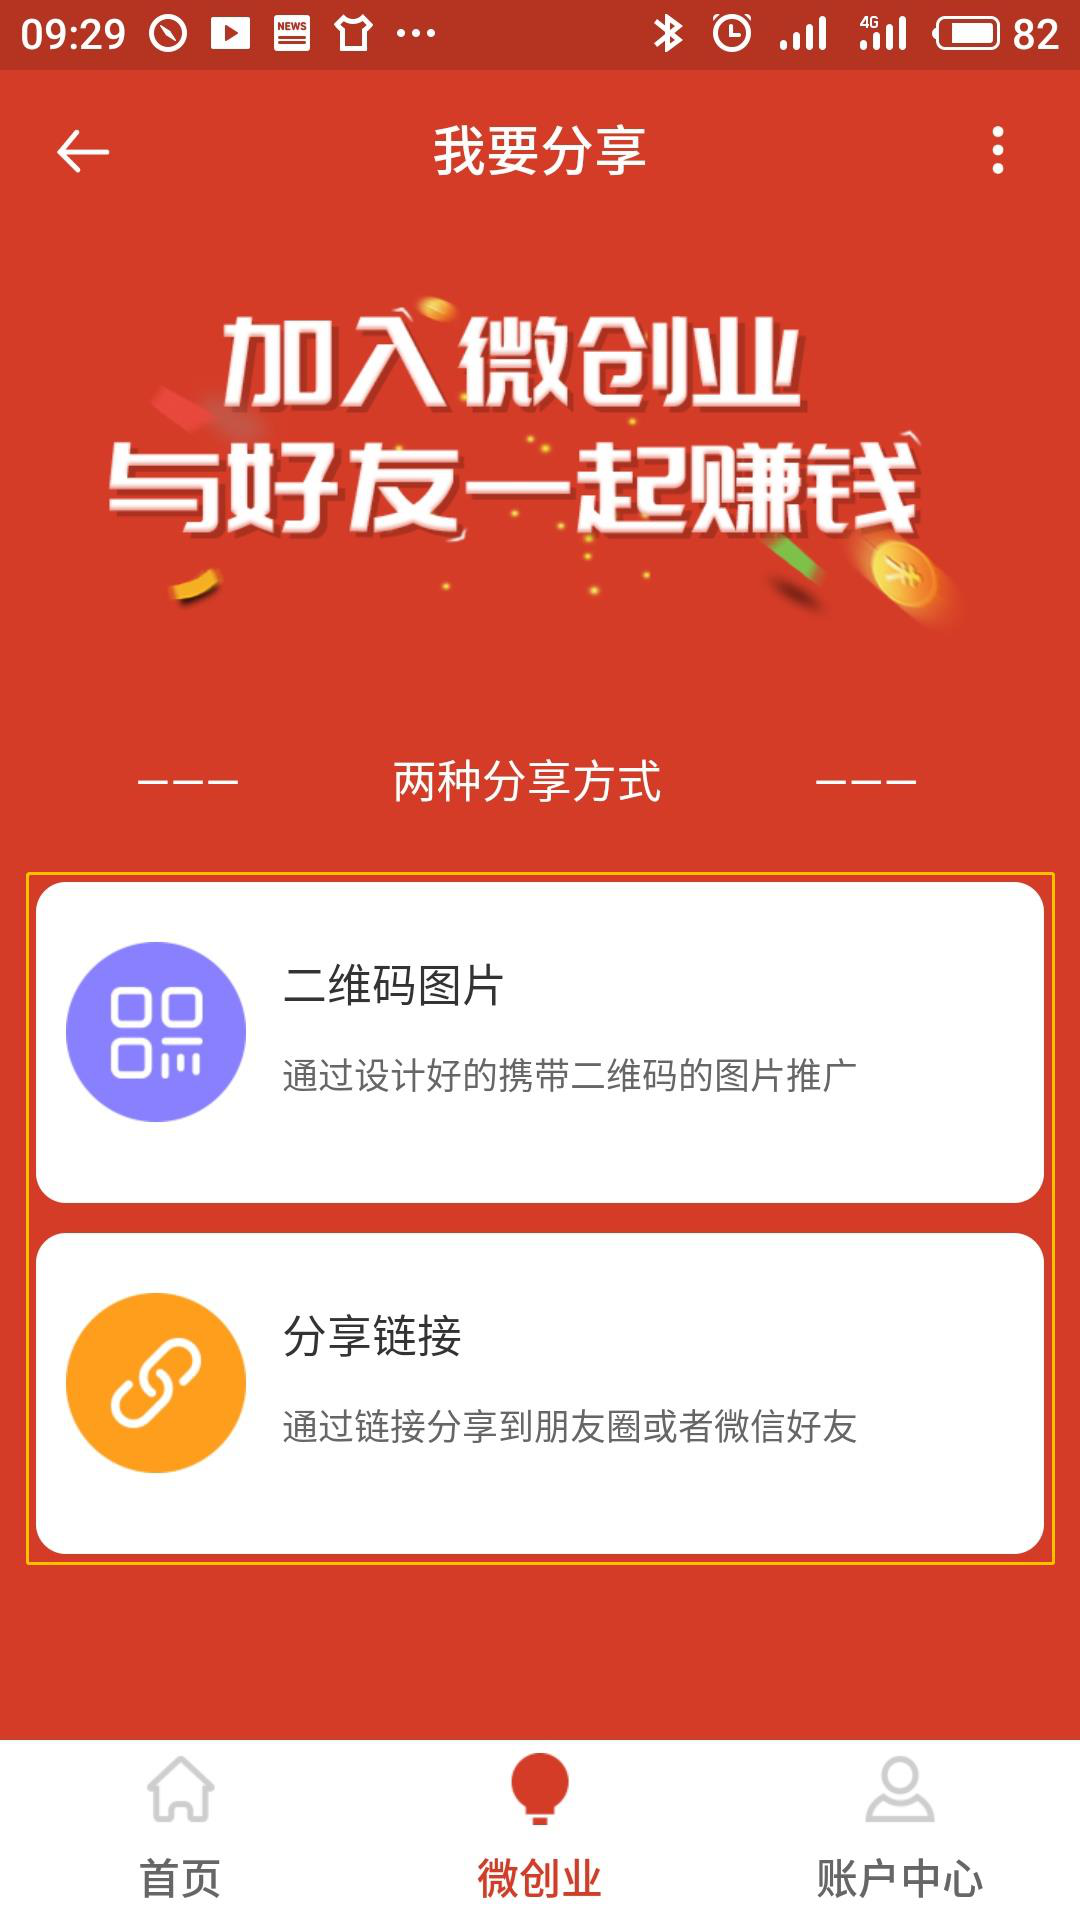 09:29 NEWS 4G 82
我要分享
加入微创业
与好友一起赚钱
两种分享方式
二维码图片
通过设计好的携带二维码的图片推广
分享链接
通过链接分享到朋友圈或者微信好友
首页 微创业 账户中心